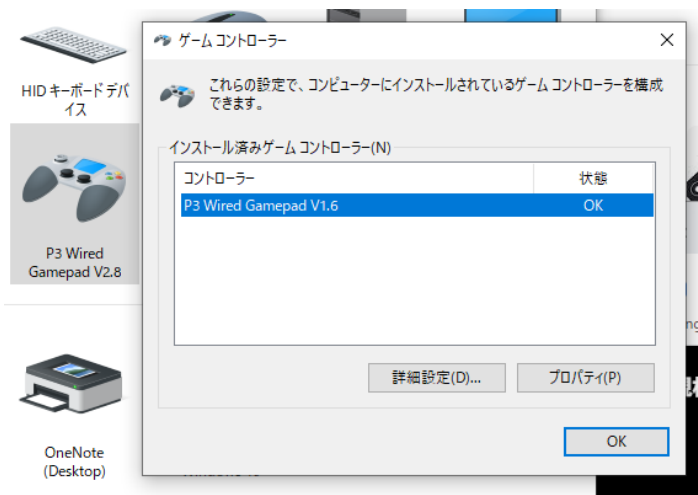 ゲーム コントローラー
これらの設定で、コンピューターにインストールされているゲーム コントローラーを構成
できます。
インストール済みゲーム コントローラー(N)
コントローラー 状態
P3 Wired Gamepad V1.6 OK
詳細設定(D)... プロパティ(P)
OK
HID キーボード デバ
イス
P3 Wired
Gamepad V2.8
OneNote
(Desktop)